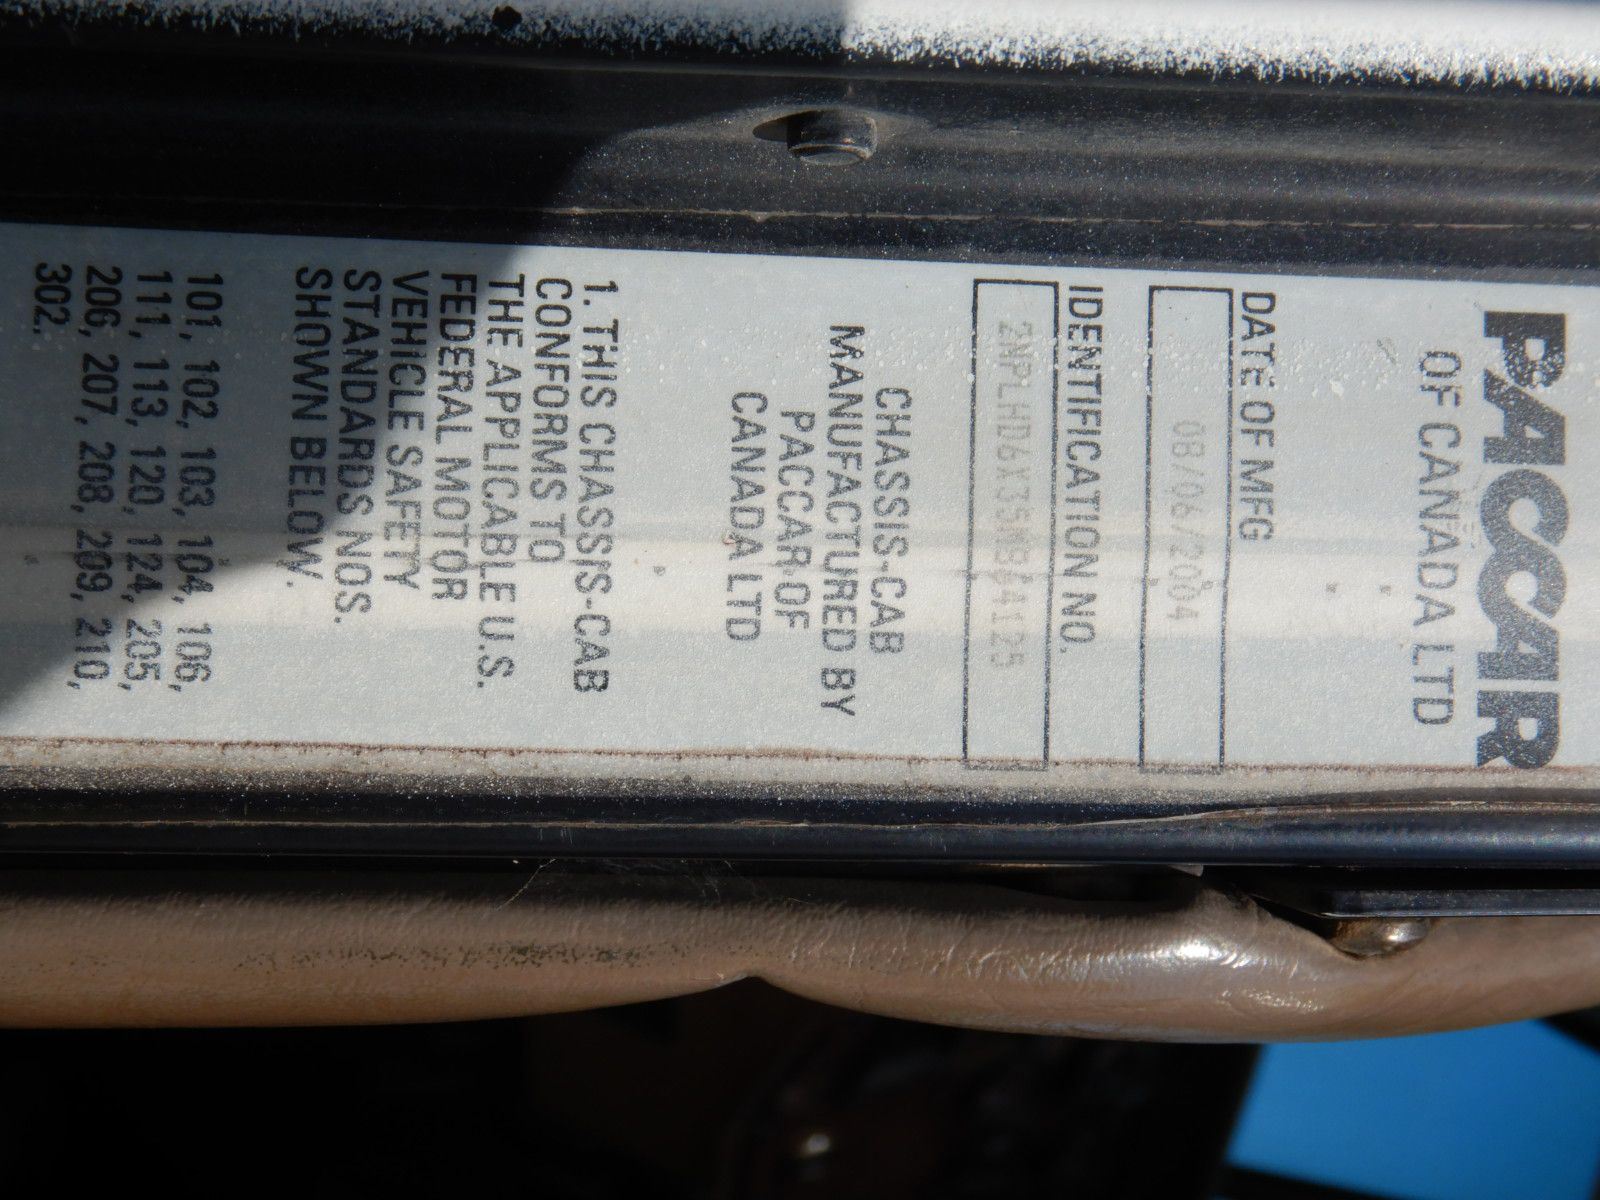 PACCAR
OF CANADA LTD
DATE OF MFG
08/06/2004
IDENTIFICATION NO.
2NPLHD6X35M864125
CHASSIS-CAB
MANUFACTURED BY
PACCAR OF
CANADA LTD
1. THIS CHASSIS-CAB
CONFORMS TO
THE APPLICABLE U.S.
FEDERAL MOTOR
VEHICLE SAFETY
STANDARDS NOS.
SHOWN BELOW.
101, 102, 103, 104, 106,
111, 113, 120, 124, 205,
206, 207, 208, 209, 210,
302.